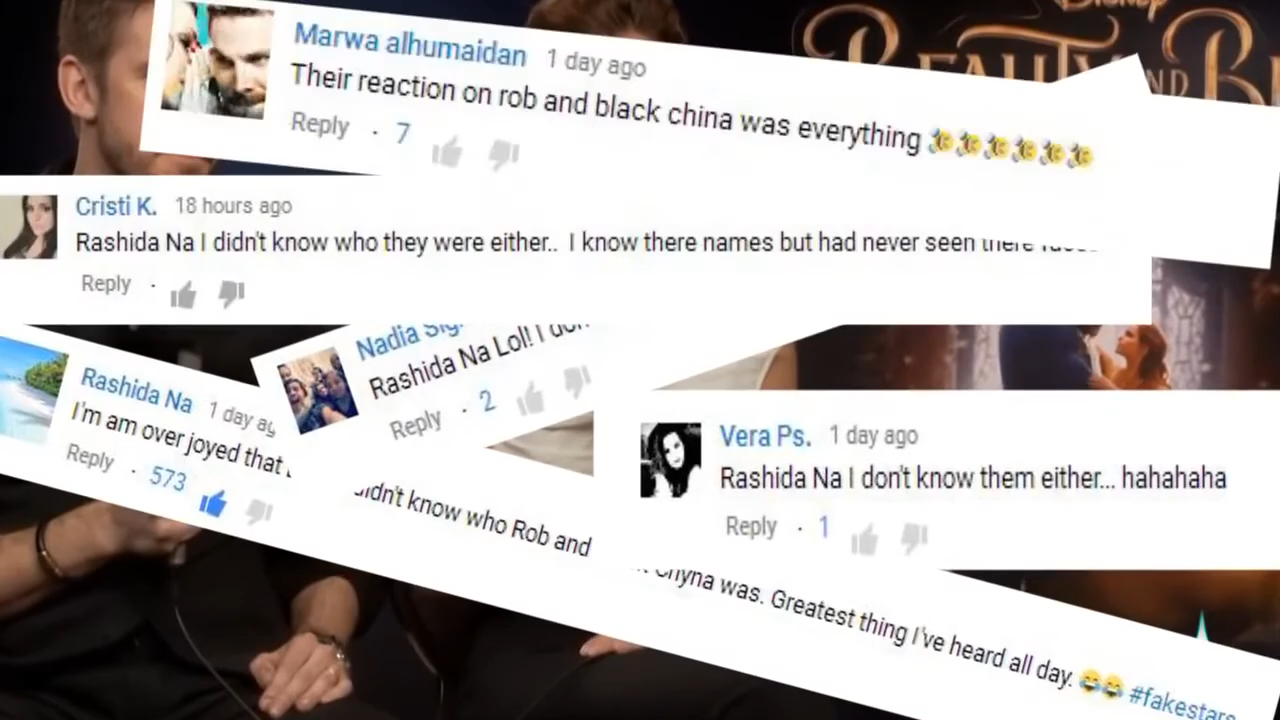 Disney
BEAUTY AND B
Marwa alhumaidan 1 day ago
Their reaction on rob and black china was everything 👏👏👏👏👏👏
Reply · 7
Cristi K. 18 hours ago
Rashida Na I didn't know who they were either.. I know there names but had never seen there
Reply ·
Nadia
Rashida Na Lol! I
Reply · 2
Rashida Na 1 day
I'm am over joyed that
Reply · 573
didn't know who Rob and
Chyna was. Greatest thing I've heard all day. 😂😂 #fakestars
Vera Ps. 1 day ago
Rashida Na I don't know them either... hahahaha
Reply · 1